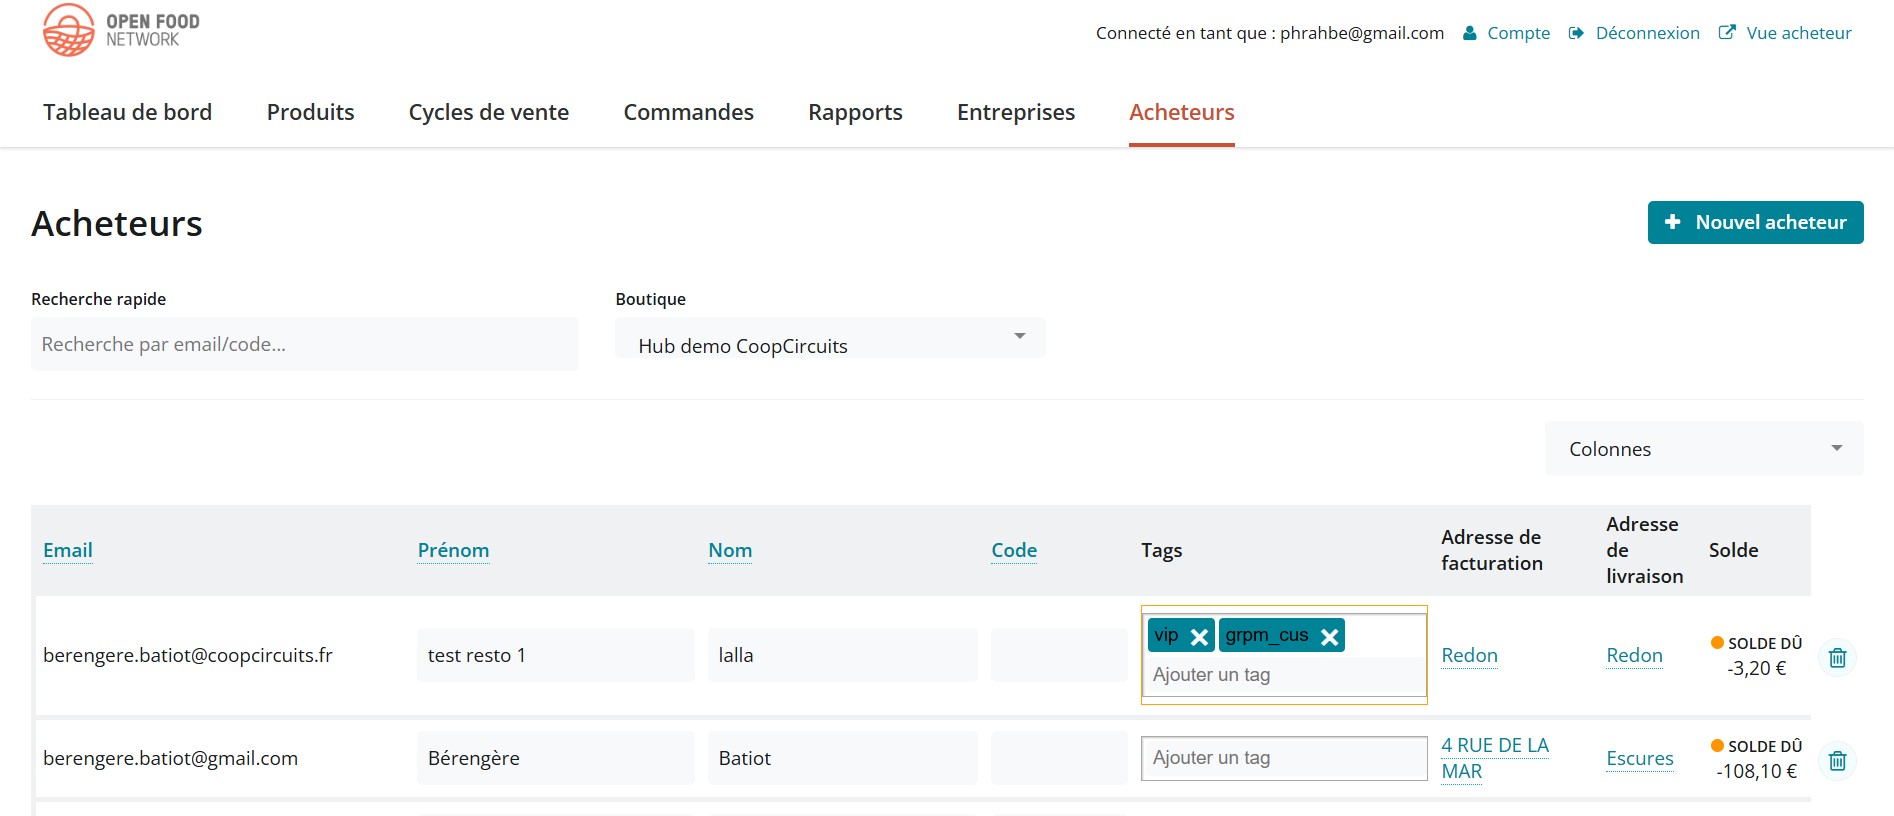 OPEN FOOD
NETWORK
Connecté en tant que : phrahbe@gmail.com Compte Déconnexion Vue acheteur
Tableau de bord Produits Cycles de vente Commandes Rapports Entreprises Acheteurs
Acheteurs
Nouvel acheteur
Recherche rapide Boutique
Recherche par email/code... Hub demo CoopCircuits
Colonnes
Email Prénom Nom Code Tags Adresse de facturation Adresse de livraison Solde
berengere.batiot@coopcircuits.fr test resto 1 lalla vip grpm_cus Redon Redon SOLDE DÛ
Ajouter un tag -3,20 €
berengere.batiot@gmail.com Bérengère Batiot Ajouter un tag 4 RUE DE LA MAR Escures SOLDE DÛ
-108,10 €